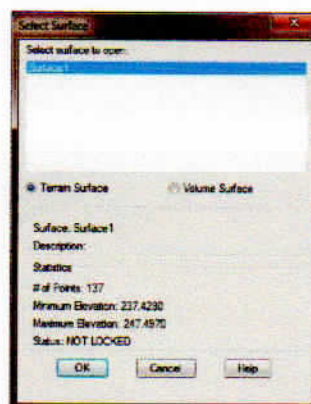 Select Surface
Select surface to open:
Surface1
Terrain Surface
Volume Surface
Surface: Surface1
Description:
Statistics
# of Points: 137
Minimum Elevation: 237.4290
Maximum Elevation: 247.4970
Status: NOT LOCKED
OK
Cancel
Help